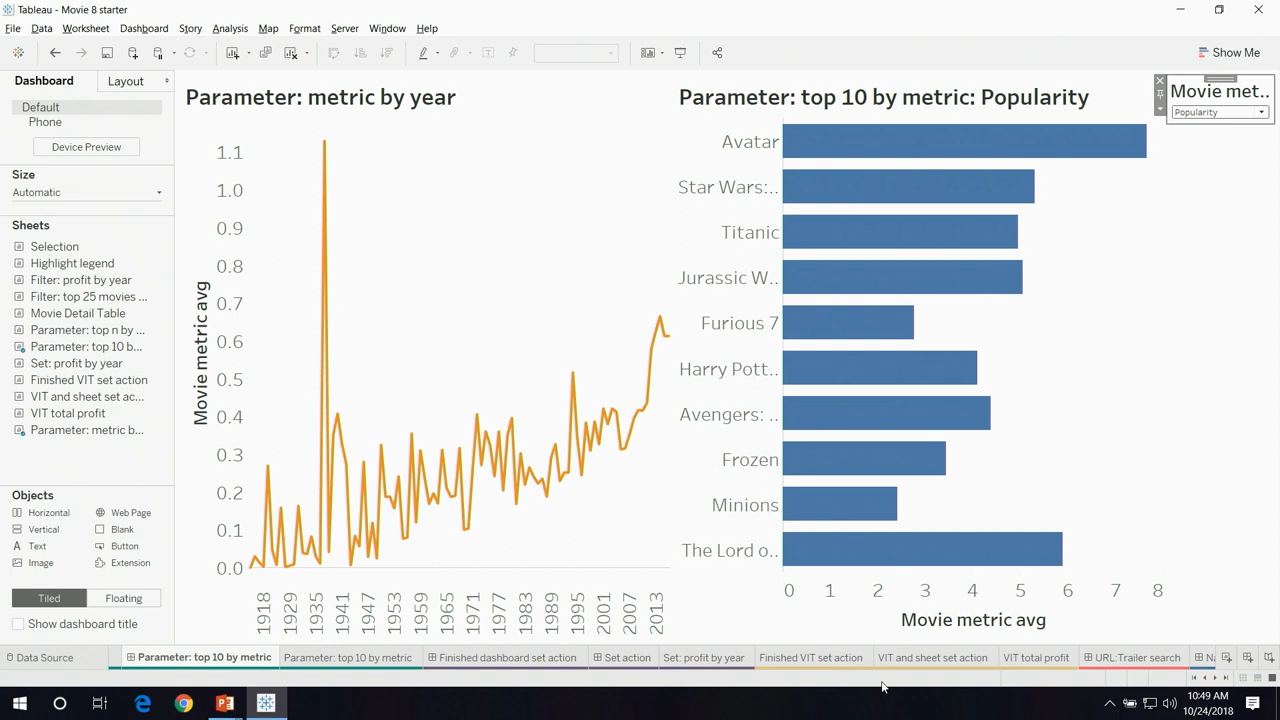 Tableau - Movie 8 starter
File Data Worksheet Dashboard Story Analysis Map Format Server Window Help
Show Me
Dashboard Layout
Default
Phone
Device Preview
Size
Automatic
Sheets
Selection
Highlight legend
Filter: profit by year
Filter: top 25 movies ...
Movie Detail Table
Parameter: top n by ...
Parameter: top 10 b...
Set: profit by year
Finished VIT set action
VIT and sheet set ac...
VIT total profit
Parameter: metric b...
Objects
Horizontal Web Page
Vertical Blank
Text Button
Image Extension
Tiled Floating
Show dashboard title
Parameter: metric by year
Movie metric avg
1.1
1.0
0.9
0.8
0.7
0.6
0.5
0.4
0.3
0.2
0.1
0.0
1918 1929 1935 1941 1947 1953 1959 1965 1971 1977 1983 1989 1995 2001 2007 2013
Parameter: top 10 by metric: Popularity
Avatar
Star Wars:..
Titanic
Jurassic W..
Furious 7
Harry Pott..
Avengers: ..
Frozen
Minions
The Lord o..
0 1 2 3 4 5 6 7 8
Movie metric avg
Movie met..
Popularity
Data Source Parameter: top 10 by metric Parameter: top 10 by metric Finished dashboard set action Set action Set: profit by year Finished VIT set action VIT and sheet set action VIT total profit URL:Trailer search Na
10:49 AM
10/24/2018